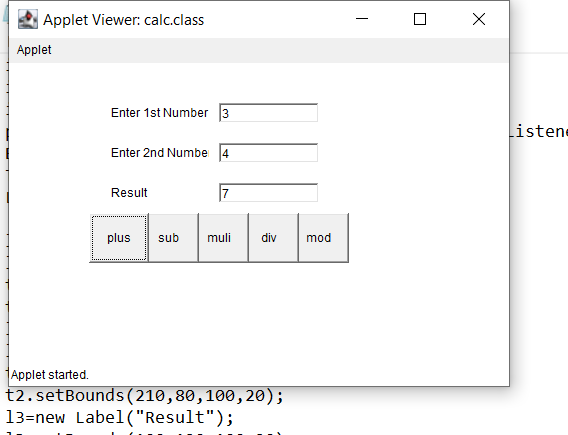 Applet Viewer: calc.class
Applet
Enter 1st Number 3
Enter 2nd Numbe 4
Result 7
plus sub muli div mod
Applet started.
t2.setBounds(210,80,100,20);
l3=new Label("Result");